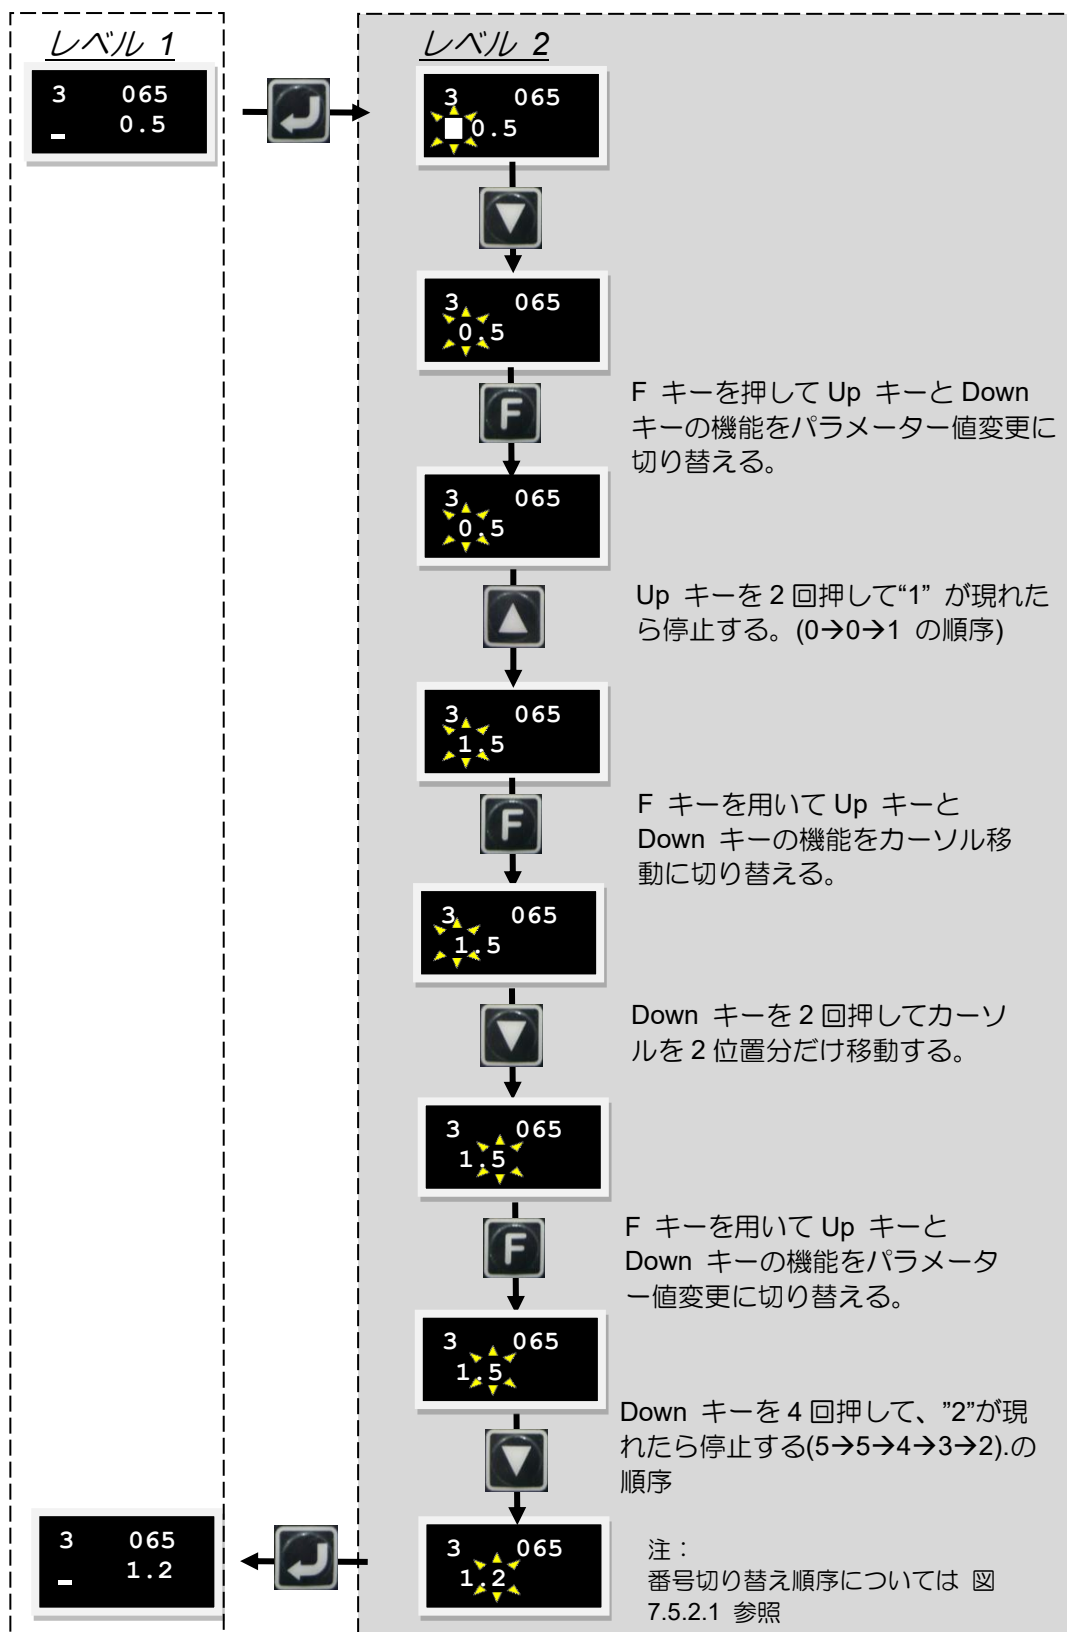 レベル 1
レベル 2
3 065
_ 0.5
3 065
0.5
3 065
0.5
F
F キーを押して Up キーと Down
キーの機能をパラメーター値変更に
切り替える。
3 065
0.5
Up キーを 2 回押して“1” が現れた
ら停止する。(0→0→1 の順序)
3 065
1.5
F
F キーを用いて Up キーと
Down キーの機能をカーソル移
動に切り替える。
3 065
1.5
Down キーを 2 回押してカーソ
ルを 2 位置分だけ移動する。
3 065
1.5
F
F キーを用いて Up キーと
Down キーの機能をパラメータ
ー値変更に切り替える。
3 065
1.5
Down キーを 4 回押して、”2”が現
れたら停止する(5→5→4→3→2).の
順序
3 065
_ 1.2
3 065
1.2
注：
番号切り替え順序については 図
7.5.2.1 参照